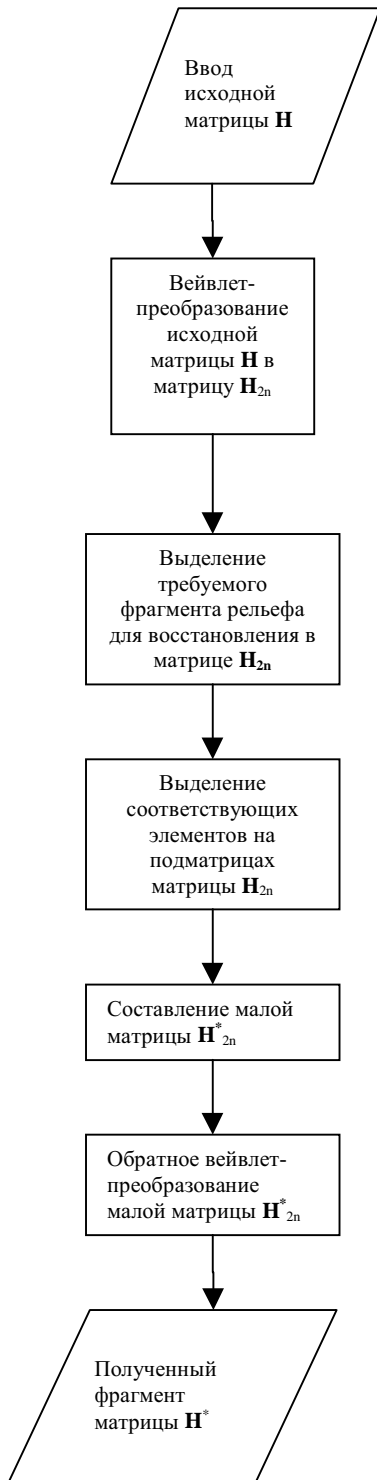 Ввод
исходной
матрицы H
Вейвлет-
преобразование
исходной
матрицы H в
матрицу H2n
Выделение
требуемого
фрагмента рельефа
для восстановления в
матрице H2n
Выделение
соответствующих
элементов на
подматрицах
матрицы H2n
Составление малой
матрицы H*2n
Обратное вейвлет-
преобразование
малой матрицы H*2n
Полученный
фрагмент
матрицы H*